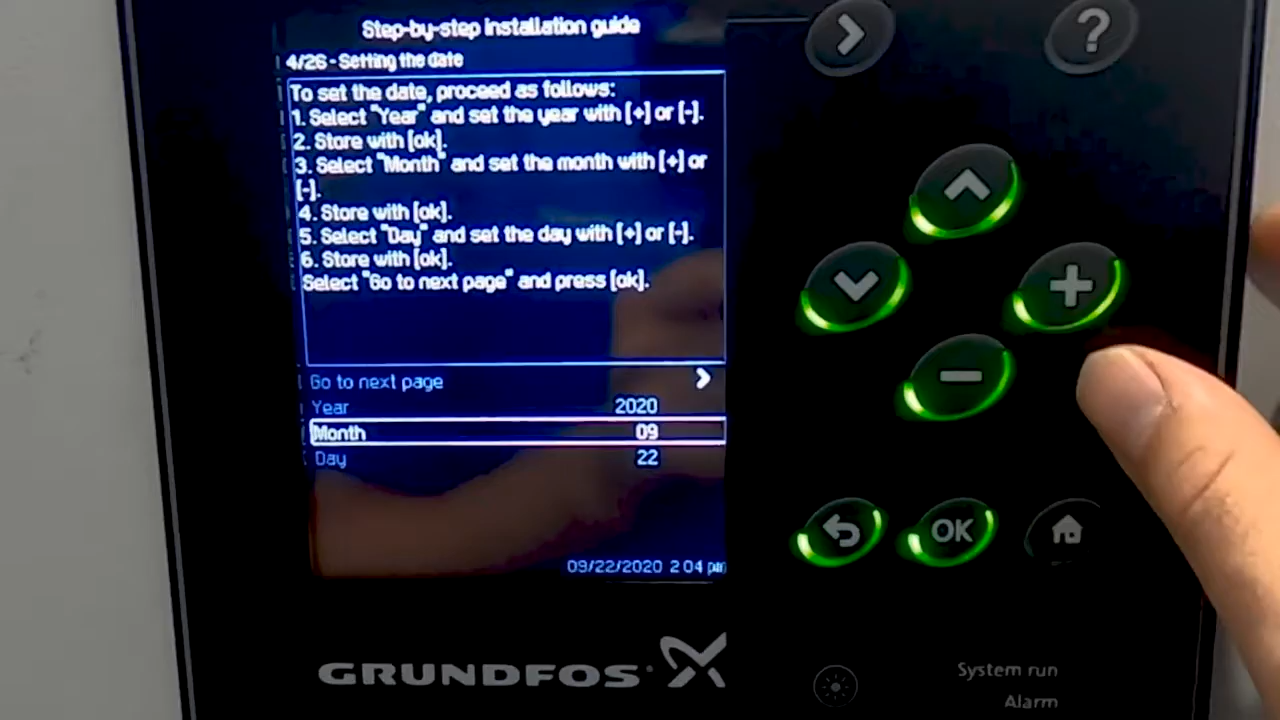 Step-by-step installation guide
4/26 - Setting the date
To set the date, proceed as follows:
1. Select "Year" and set the year with [+] or [-].
2. Store with [ok].
3. Select "Month" and set the month with [+] or
[-].
4. Store with [ok].
5. Select "Day" and set the day with [+] or [-].
6. Store with [ok].
Select "Go to next page" and press [ok].
Go to next page
Year 2020
Month 09
Day 22
09/22/2020 2:04 pm
?
OK
GRUNDFOS
System run
Alarm